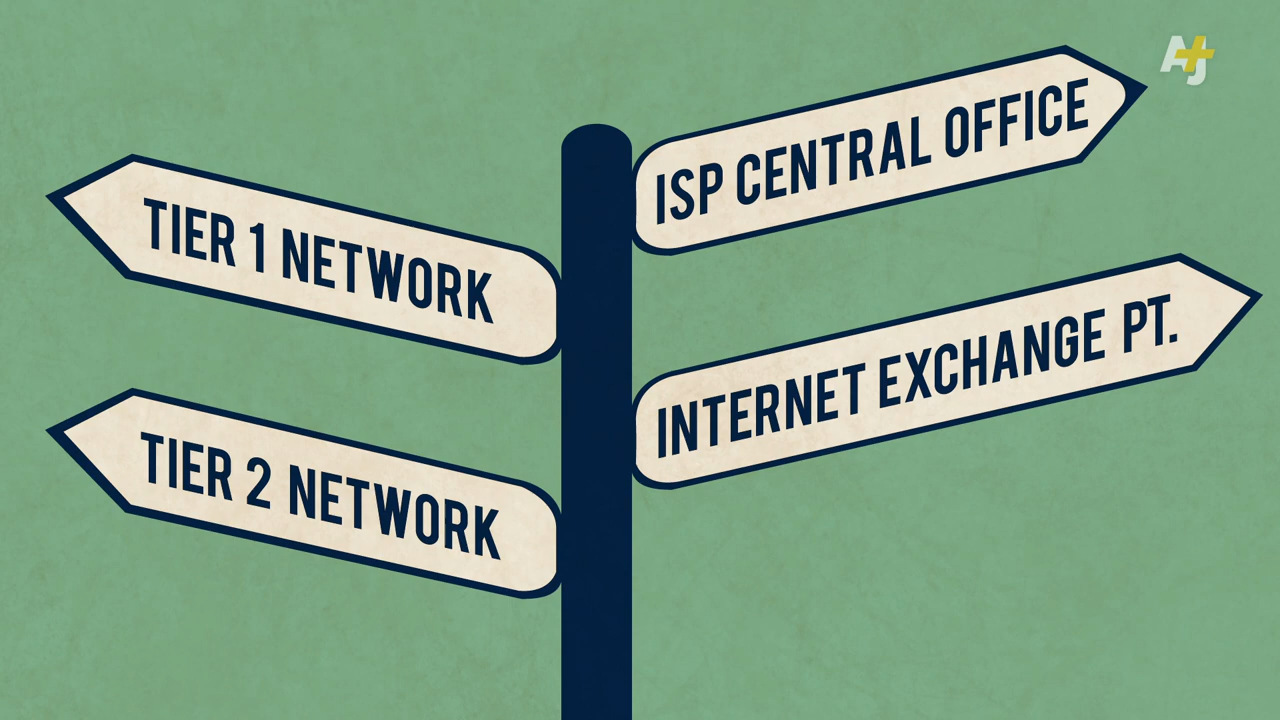 AJ+
ISP CENTRAL OFFICE
TIER 1 NETWORK
INTERNET EXCHANGE PT.
TIER 2 NETWORK